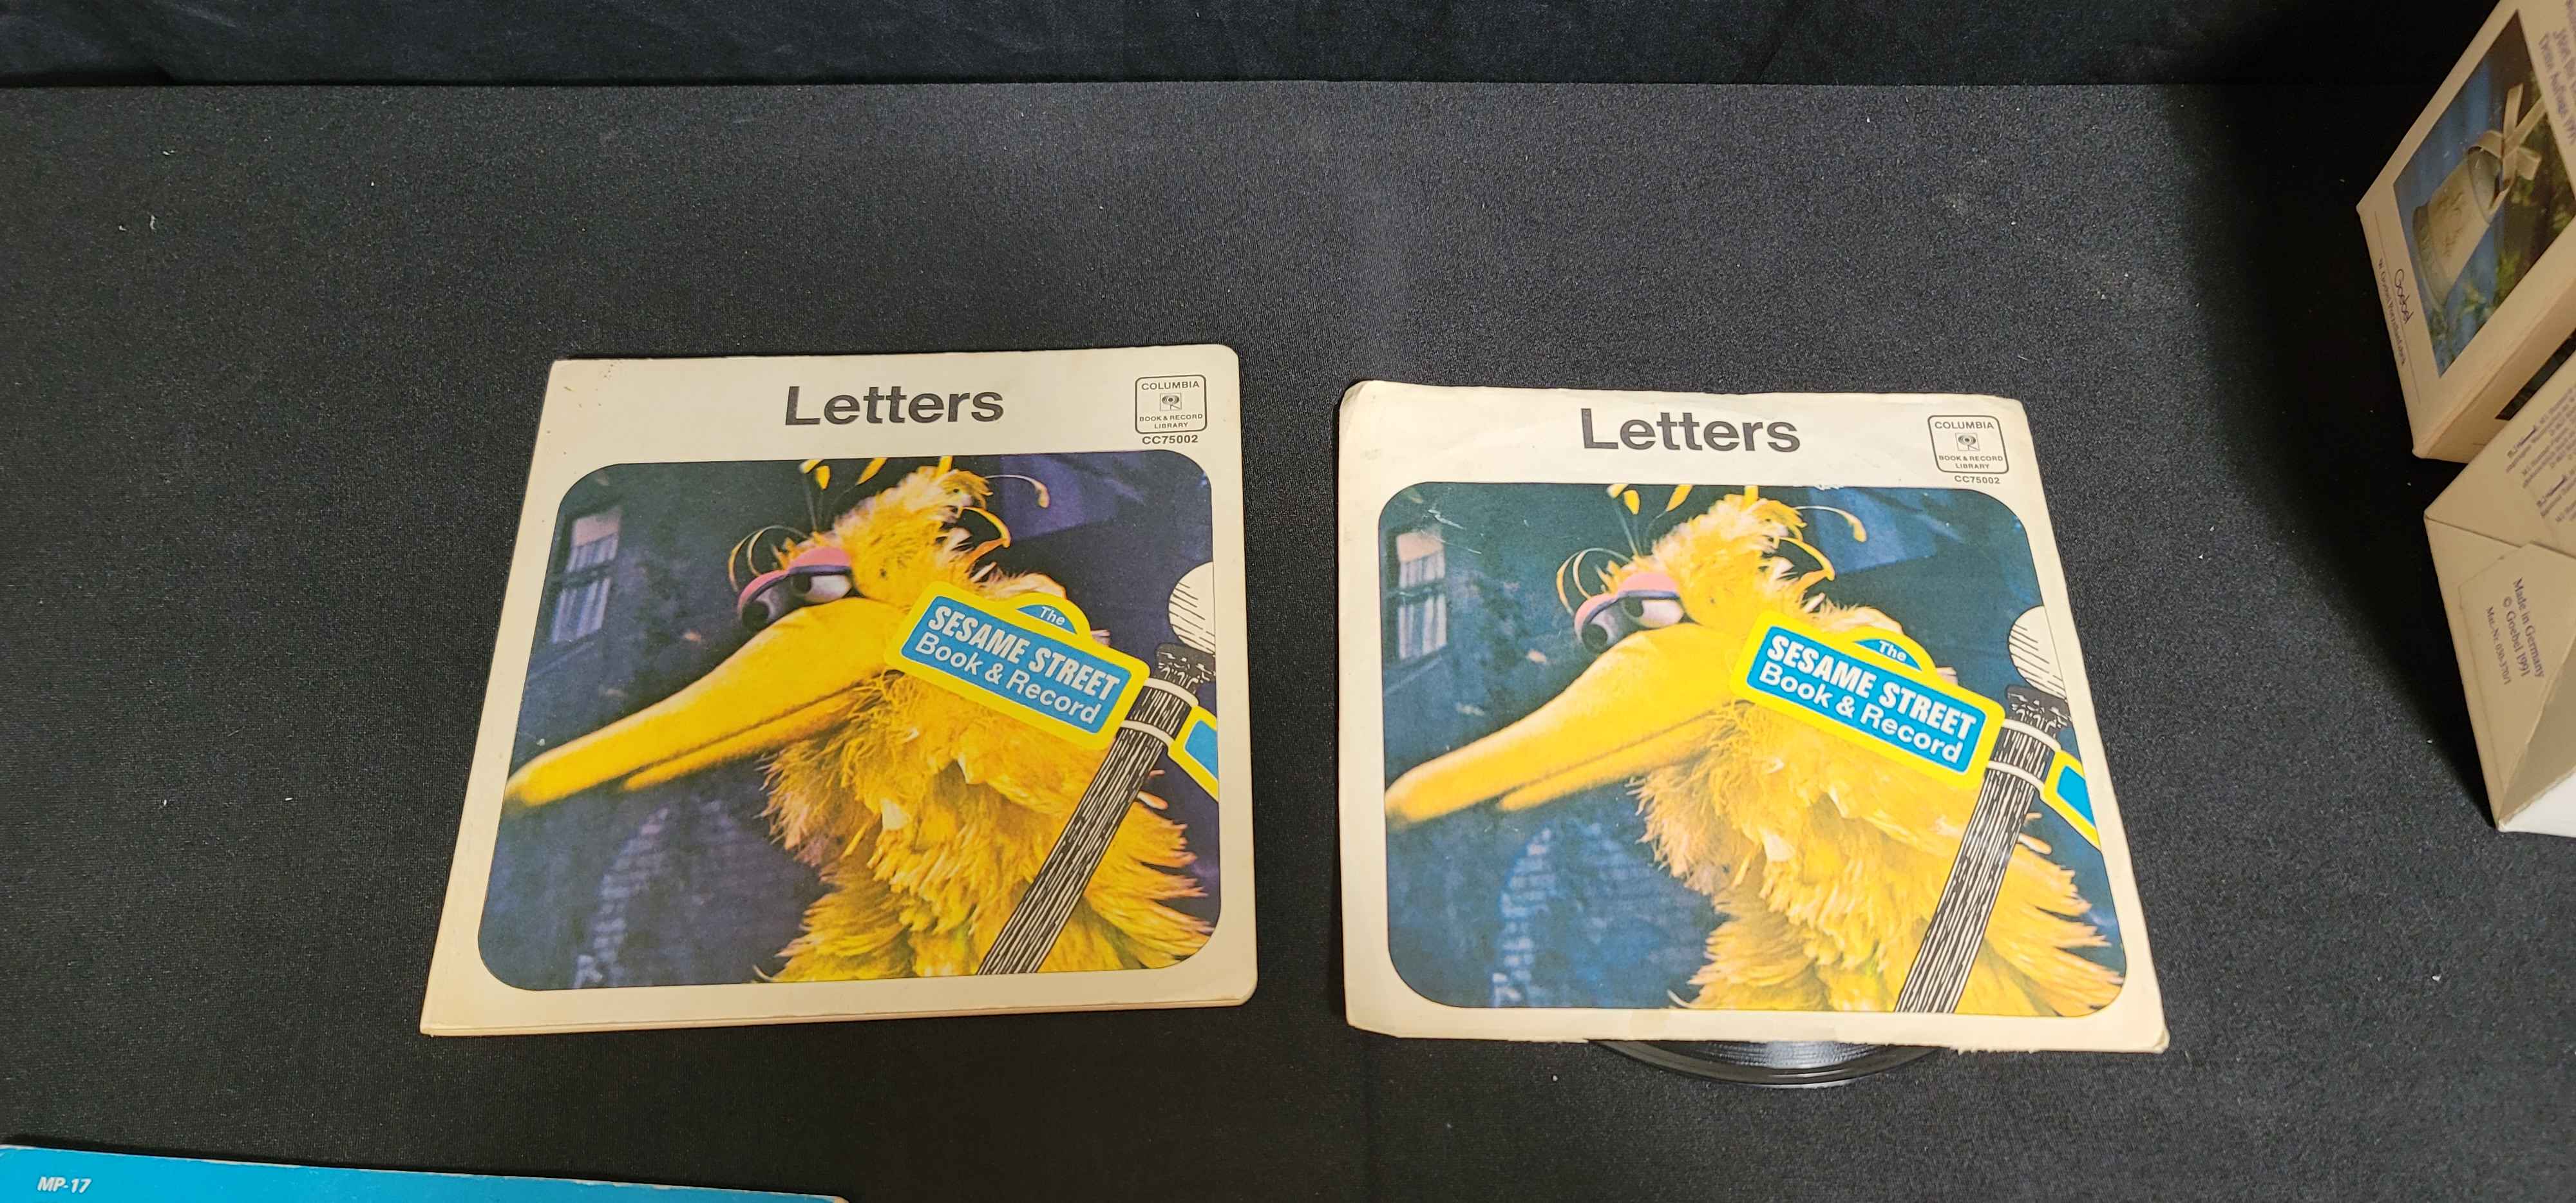 Letters
COLUMBIA
BOOK & RECORD
LIBRARY
CC75002
The
SESAME STREET
Book & Record
Letters
COLUMBIA
BOOK & RECORD
LIBRARY
CC75002
The
SESAME STREET
Book & Record
Goebel
Made in Germany
© Goebel 1991
MP-17